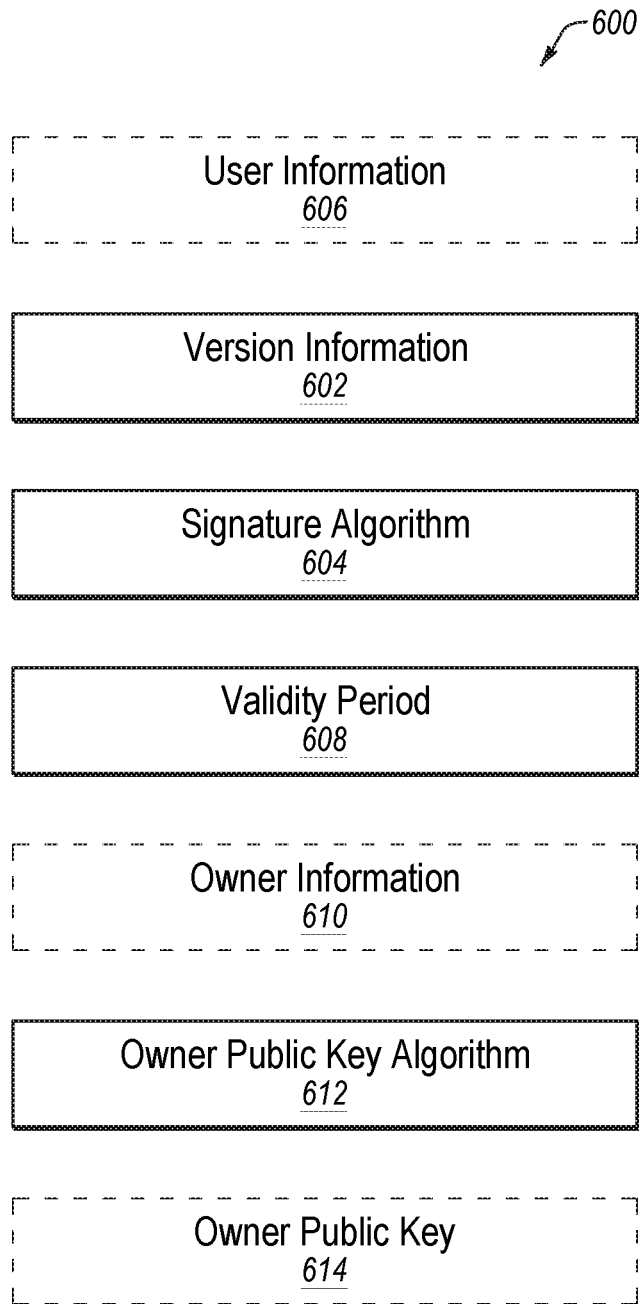 600
User Information
606
Version Information
602
Signature Algorithm
604
Validity Period
608
Owner Information
610
Owner Public Key Algorithm
612
Owner Public Key
614